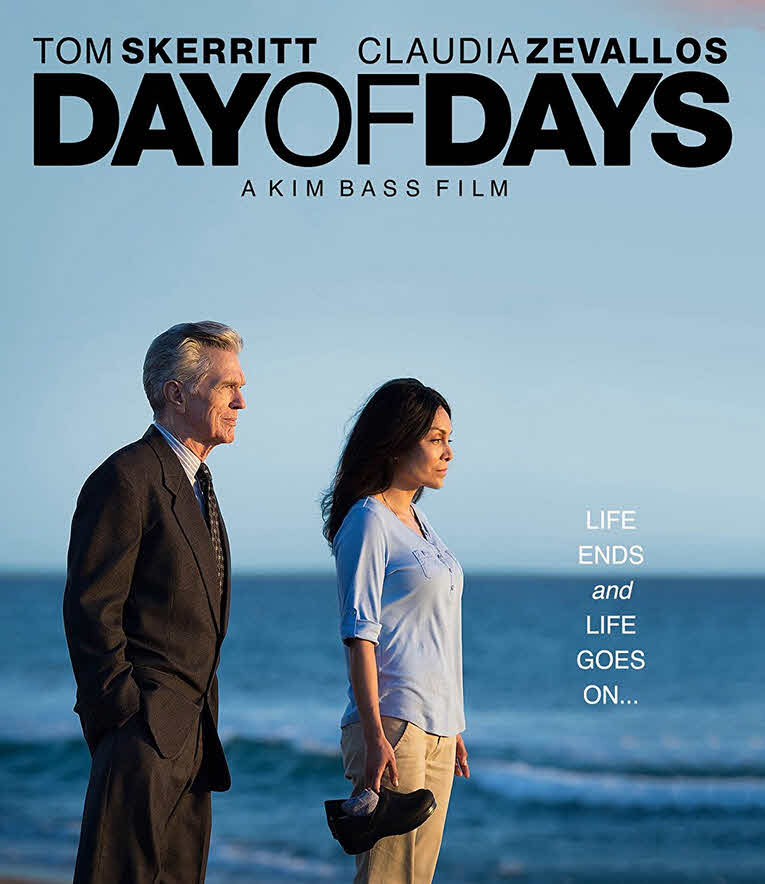 TOM SKERRITT CLAUDIA ZEVALLOS
DAYOFDAYS
A KIM BASS FILM
LIFE
ENDS
and
LIFE
GOES
ON...